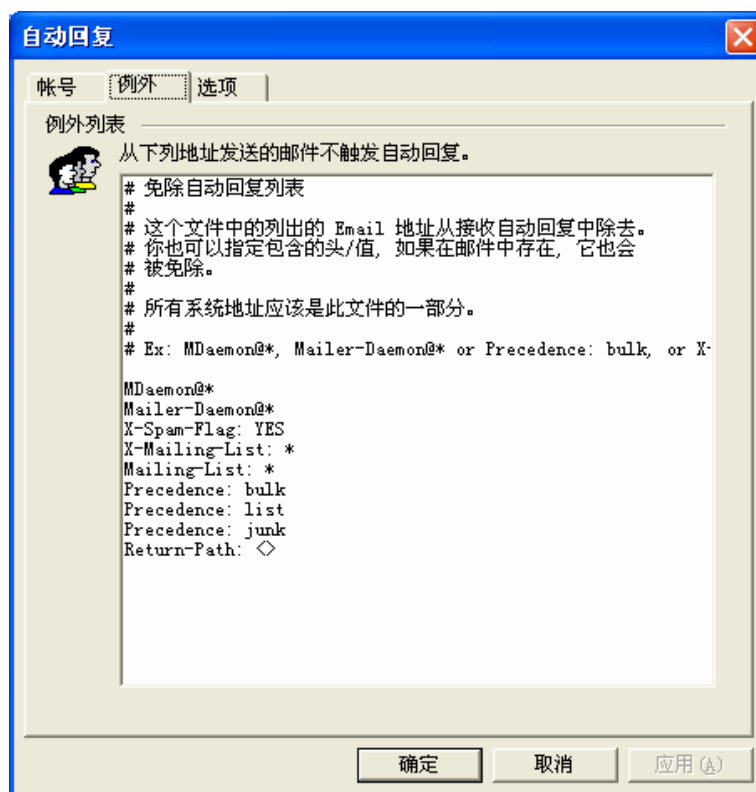 自动回复
帐号 例外 选项
例外列表
从下列地址发送的邮件不触发自动回复。
# 免除自动回复列表
#
# 这个文件中的列出的 Email 地址从接收自动回复中除去。
# 你也可以指定包含的头/值, 如果在邮件中存在, 它也会
# 被免除。
#
# 所有系统地址应该是此文件的一部分。
#
# Ex: MDaemon@*, Mailer-Daemon@* or Precedence: bulk, or X-
MDaemon@*
Mailer-Daemon@*
X-Spam-Flag: YES
X-Mailing-List: *
Mailing-List: *
Precedence: bulk
Precedence: list
Precedence: junk
Return-Path: <>
确定 取消 应用(A)